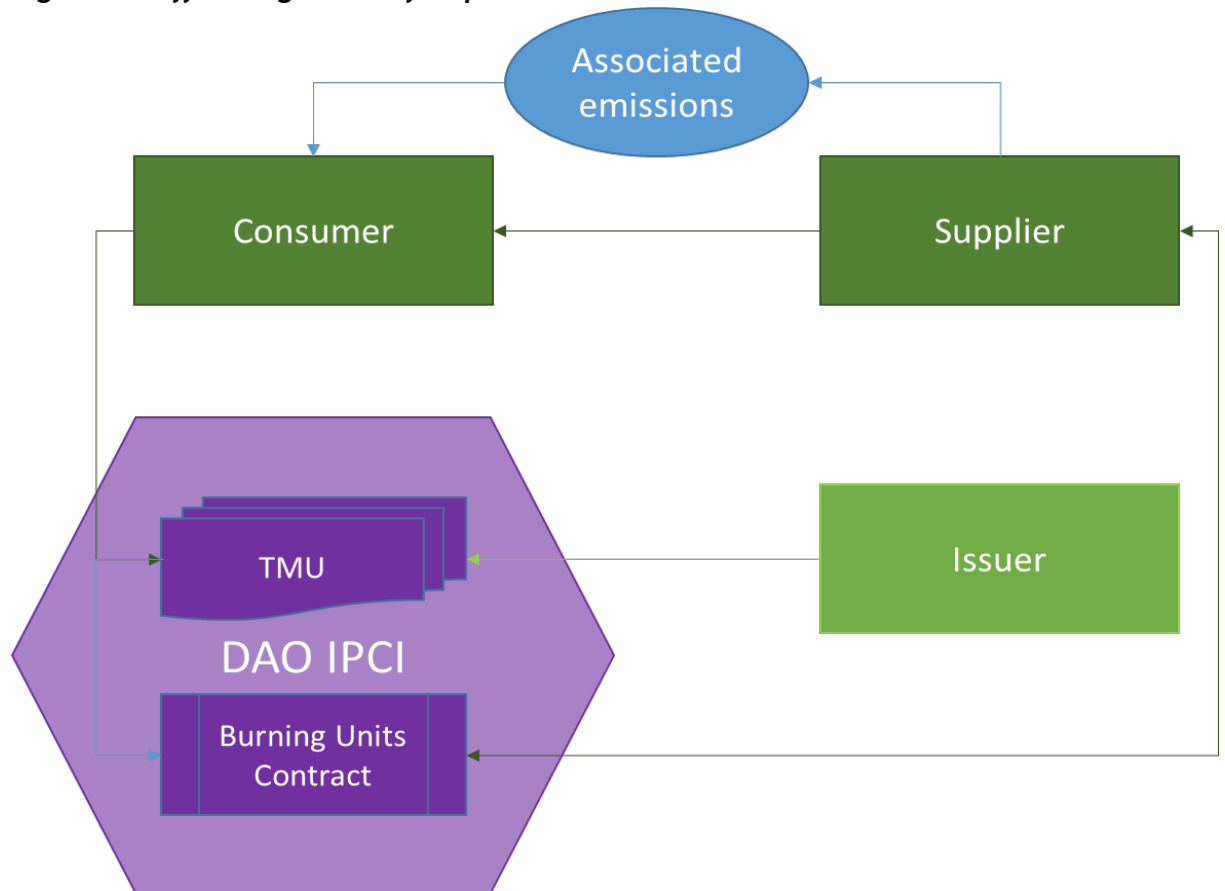 Associated
emissions
Consumer
Supplier
TMU
Issuer
DAO IPCI
Burning Units
Contract